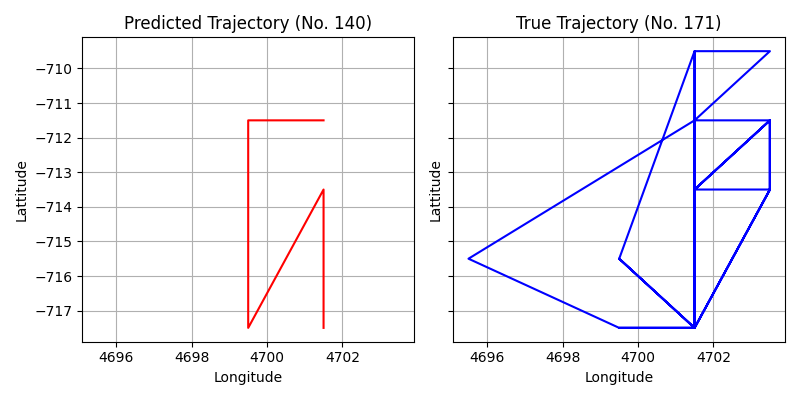 Predicted Trajectory (No. 140)
True Trajectory (No. 171)
Lattitude
−710
−711
−712
−713
−714
−715
−716
−717
4696
4698
4700
4702
Longitude
Lattitude
4696
4698
4700
4702
Longitude